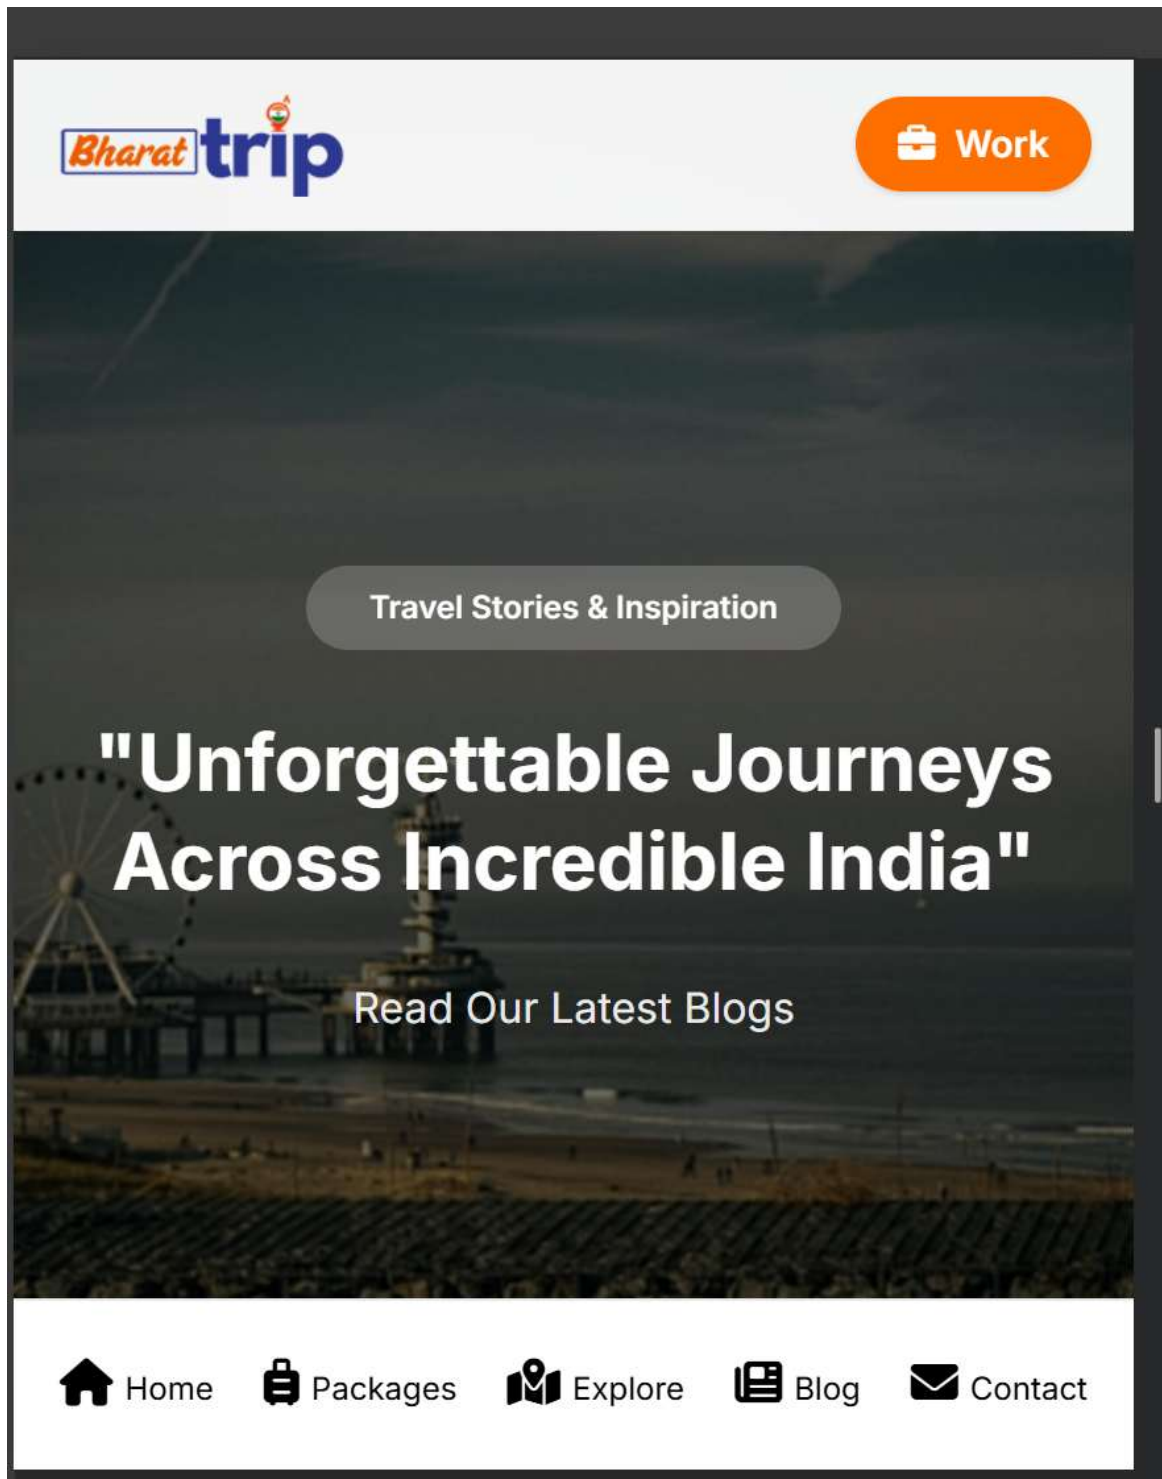 Bharat trip
Work
Travel Stories & Inspiration
"Unforgettable Journeys
Across Incredible India"
Read Our Latest Blogs
Home Packages Explore Blog Contact